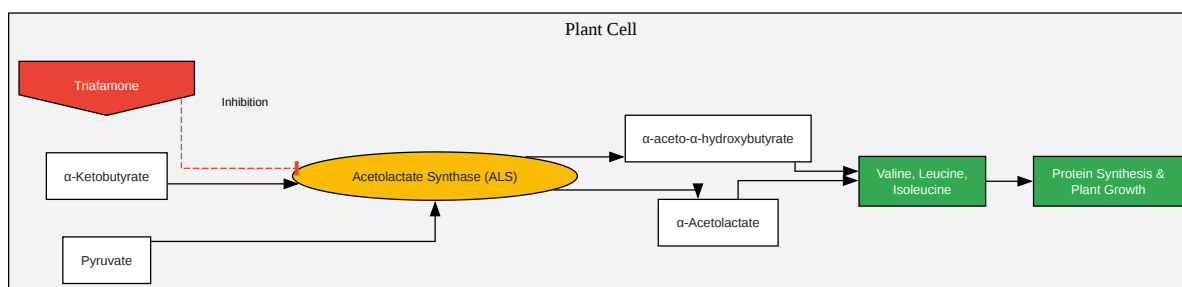 Plant Cell
Triafamone
Inhibition
α-Ketobutyrate
Pyruvate
Acetolactate Synthase (ALS)
α-aceto-α-hydroxybutyrate
α-Acetolactate
Valine, Leucine,
Isoleucine
Protein Synthesis &
Plant Growth